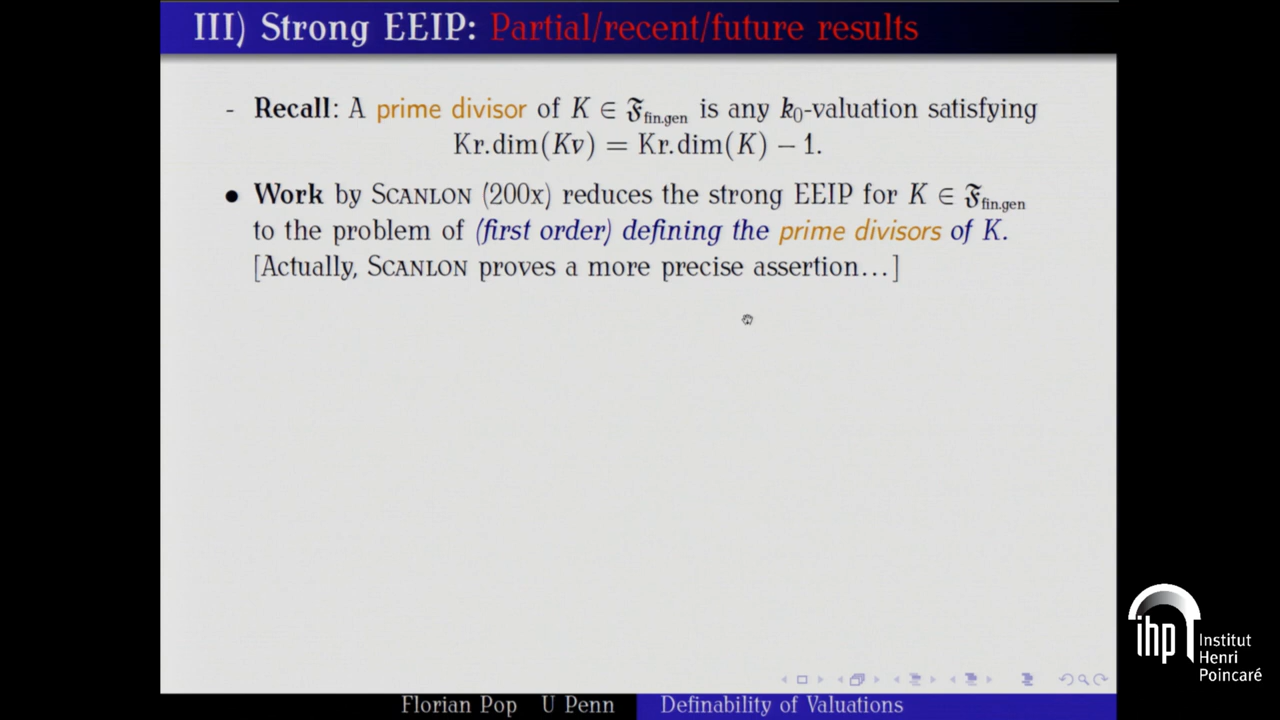 III) Strong EEIP: Partial/recent/future results
- Recall: A prime divisor of K ∈ 𝔉fin.gen is any k₀-valuation satisfying
Kr.dim(Kv) = Kr.dim(K) − 1.
● Work by SCANLON (200x) reduces the strong EEIP for K ∈ 𝔉fin.gen
to the problem of (first order) defining the prime divisors of K.
[Actually, SCANLON proves a more precise assertion…]
ihp Institut
Henri
Poincaré
Florian Pop U Penn Definability of Valuations